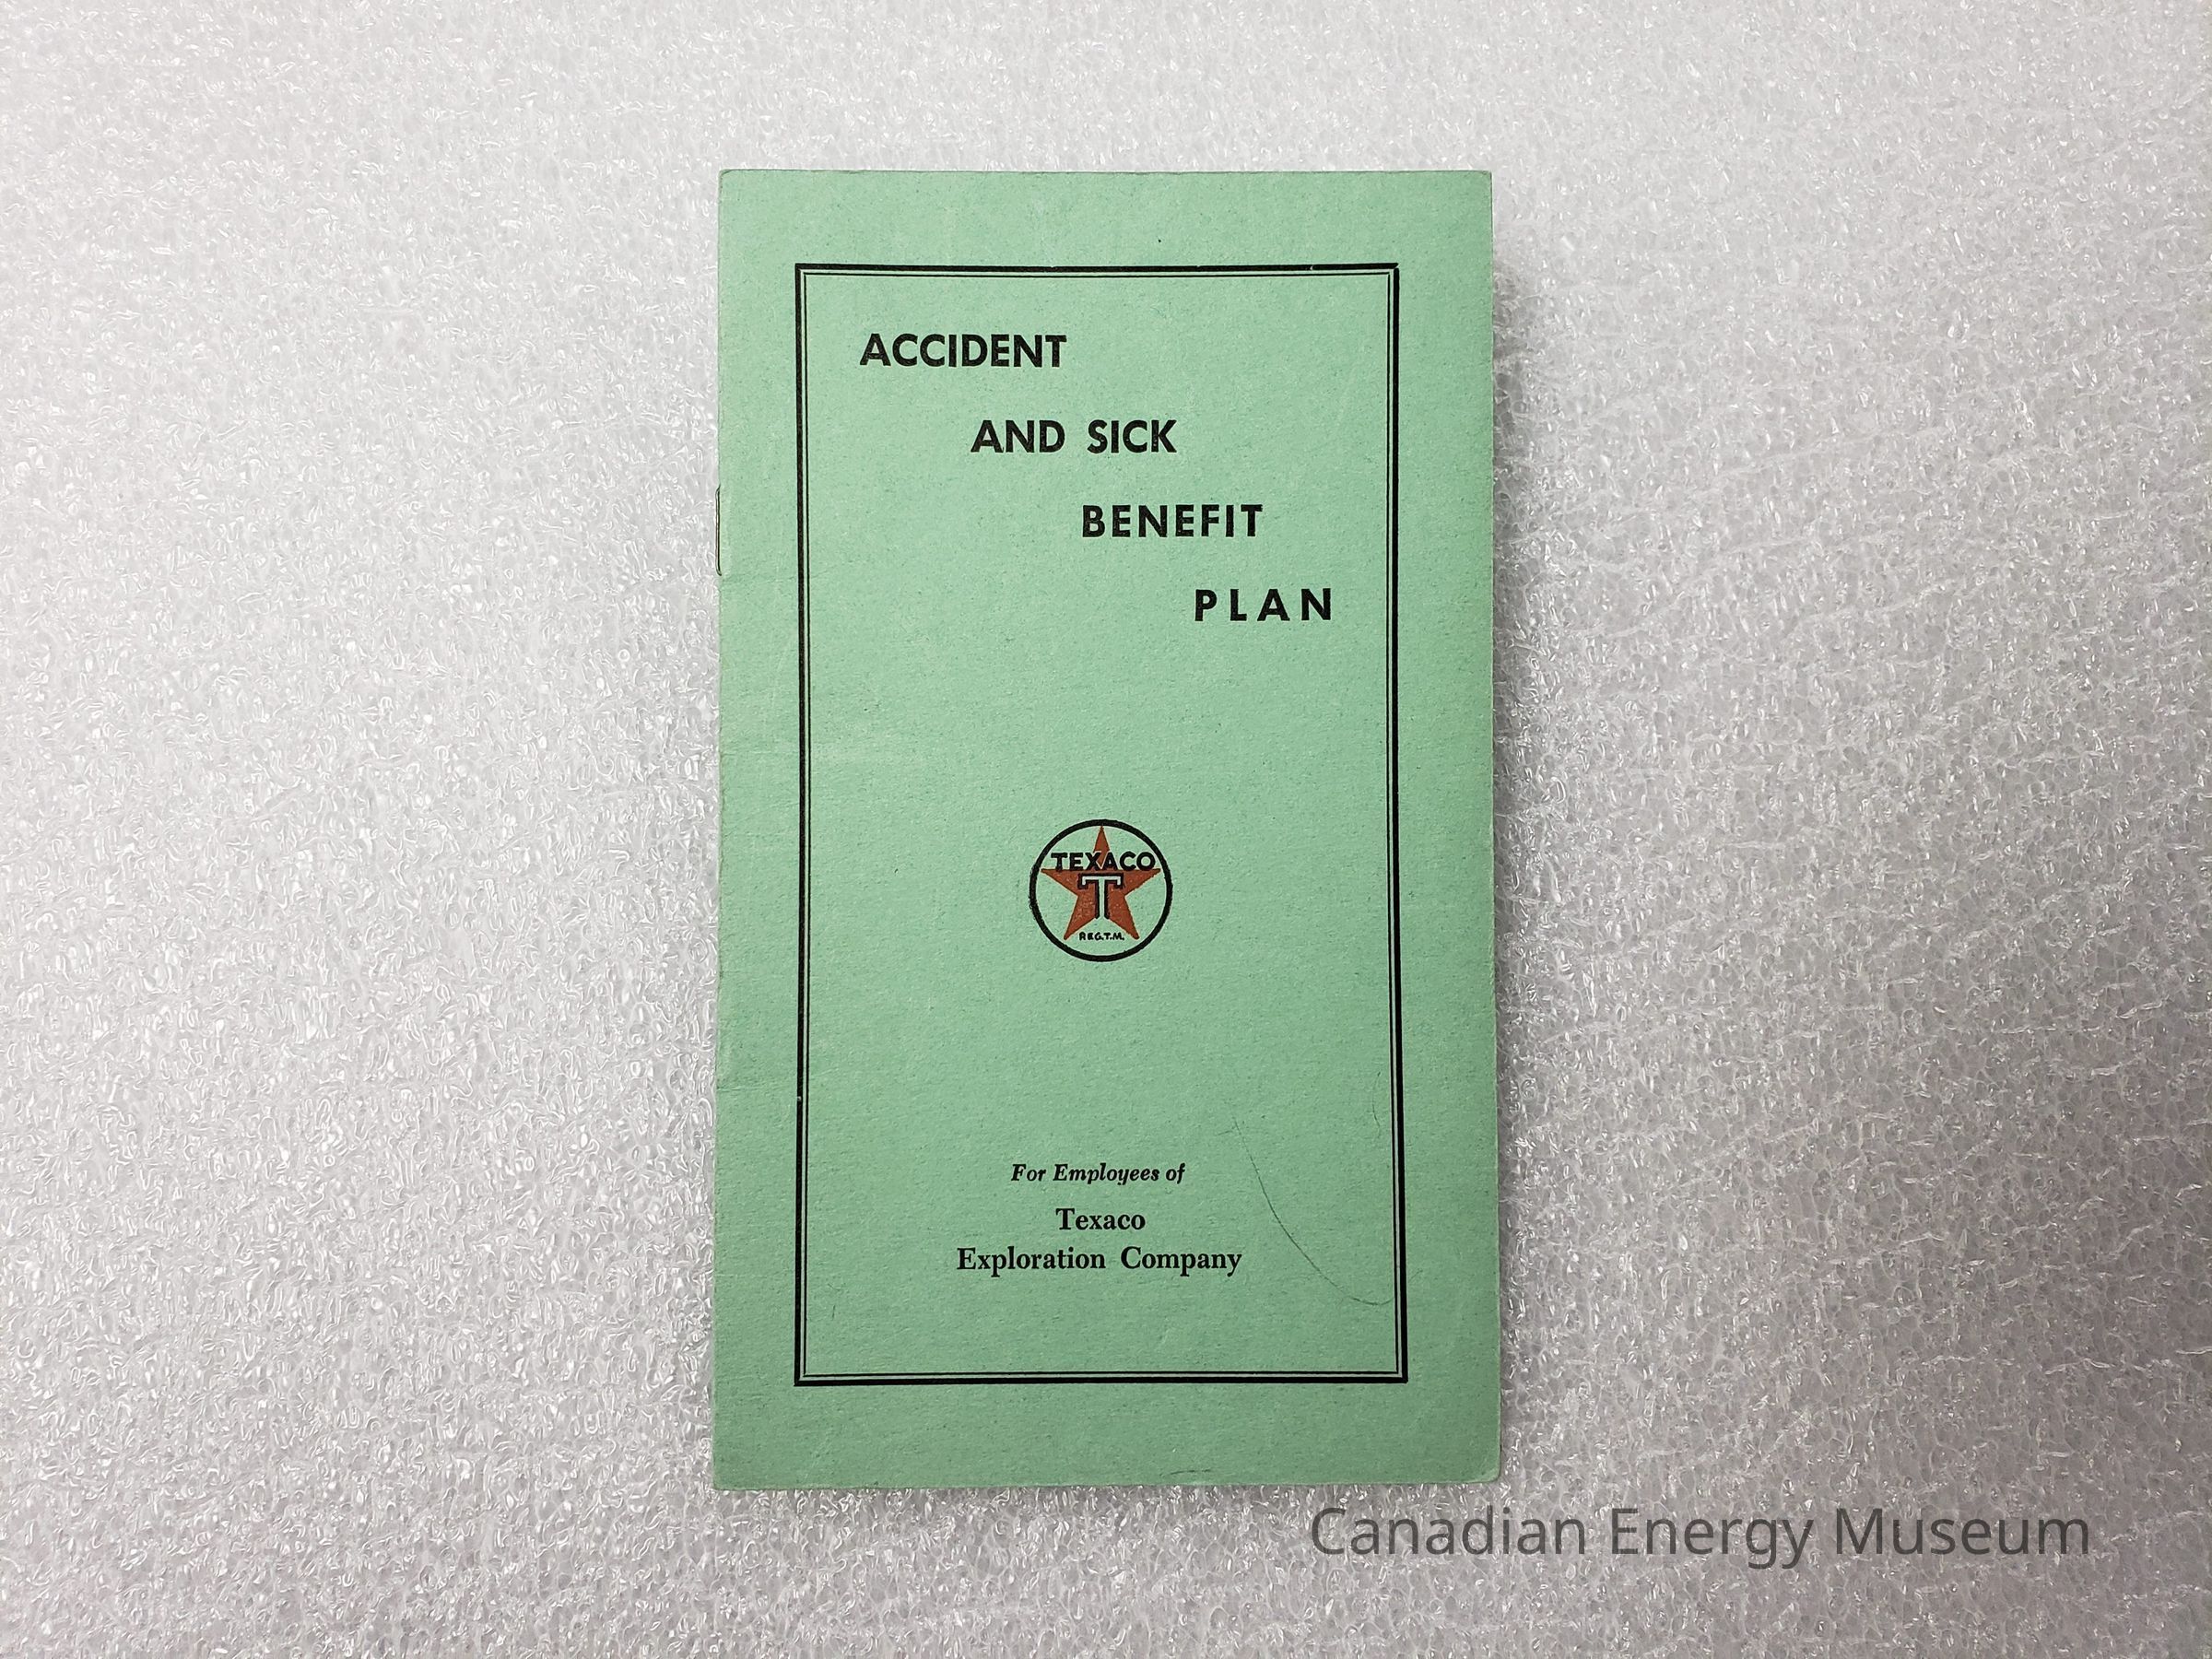 ACCIDENT
AND SICK
BENEFIT
PLAN
TEXACO
T
REG.T.M.
For Employees of
Texaco
Exploration Company
Canadian Energy Museum